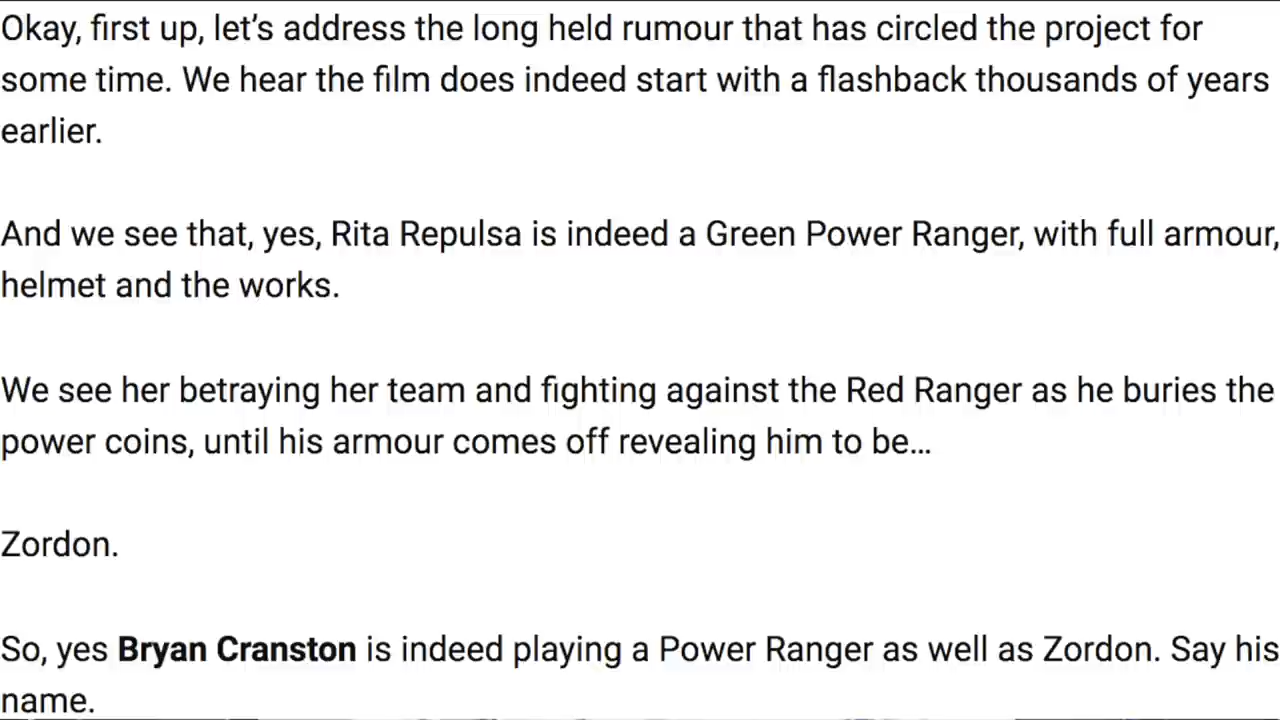 Okay, first up, let’s address the long held rumour that has circled the project for
some time. We hear the film does indeed start with a flashback thousands of years
earlier.
And we see that, yes, Rita Repulsa is indeed a Green Power Ranger, with full armour,
helmet and the works.
We see her betraying her team and fighting against the Red Ranger as he buries the
power coins, until his armour comes off revealing him to be…
Zordon.
So, yes Bryan Cranston is indeed playing a Power Ranger as well as Zordon. Say his
name.